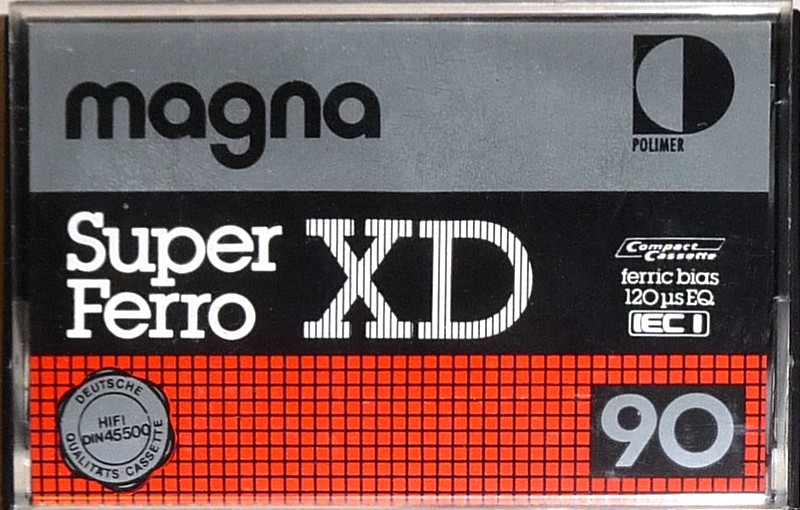 magna
POLIMER
Super
Ferro
XD
Compact
Cassette
ferric bias
120 µs EQ
IEC I
DEUTSCHE
HIFI
DIN45500
QUALITÄTS CASSETTE
90